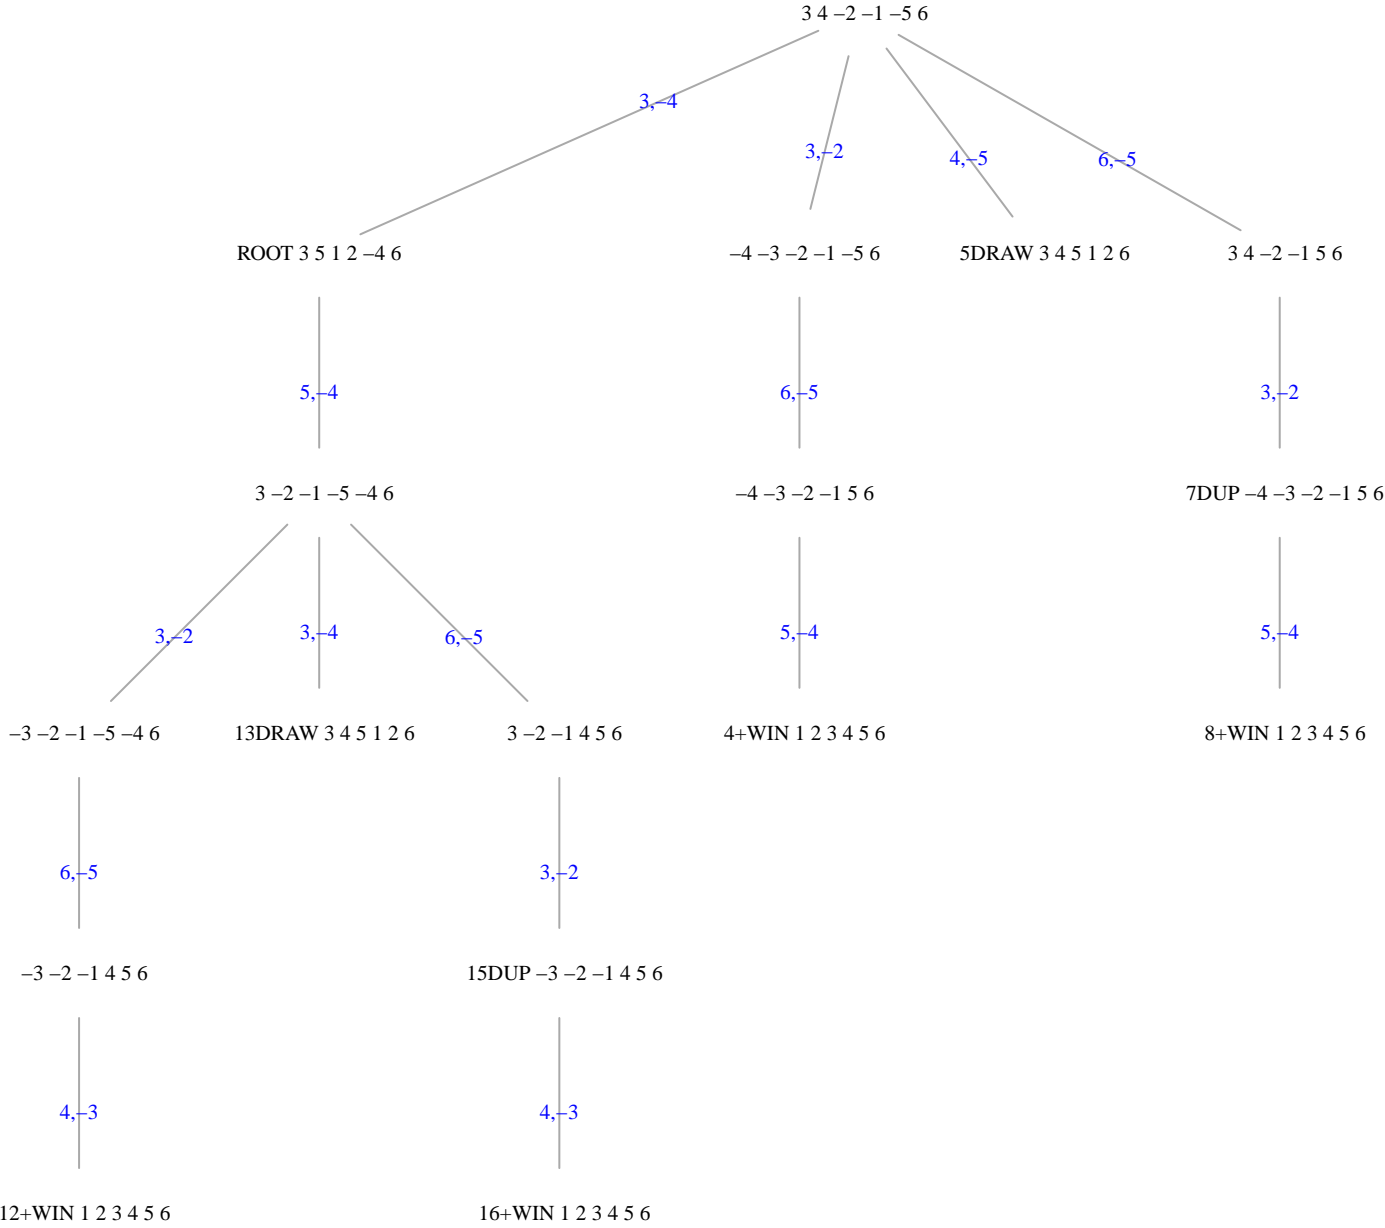 3 4 –2 –1 –5 6
3,–4
3,–2
4,–5
6,–5
ROOT 3 5 1 2 –4 6
–4 –3 –2 –1 –5 6
5DRAW 3 4 5 1 2 6
3 4 –2 –1 5 6
5,–4
6,–5
3,–2
3 –2 –1 –5 –4 6
–4 –3 –2 –1 5 6
7DUP –4 –3 –2 –1 5 6
3,–2
3,–4
6,–5
5,–4
5,–4
–3 –2 –1 –5 –4 6
13DRAW 3 4 5 1 2 6
3 –2 –1 4 5 6
4+WIN 1 2 3 4 5 6
8+WIN 1 2 3 4 5 6
6,–5
3,–2
–3 –2 –1 4 5 6
15DUP –3 –2 –1 4 5 6
4,–3
4,–3
12+WIN 1 2 3 4 5 6
16+WIN 1 2 3 4 5 6